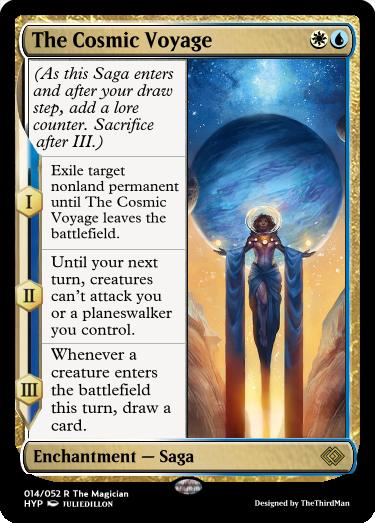 The Cosmic Voyage
(As this Saga enters
and after your draw
step, add a lore
counter. Sacrifice
after III.)
I
Exile target
nonland permanent
until The Cosmic
Voyage leaves the
battlefield.
II
Until your next
turn, creatures
can't attack you
or a planeswalker
you control.
III
Whenever a
creature enters
the battlefield
this turn, draw a
card.
Enchantment — Saga
014/052 R The Magician
HYP JULIEDILLON
Designed by TheThirdMan